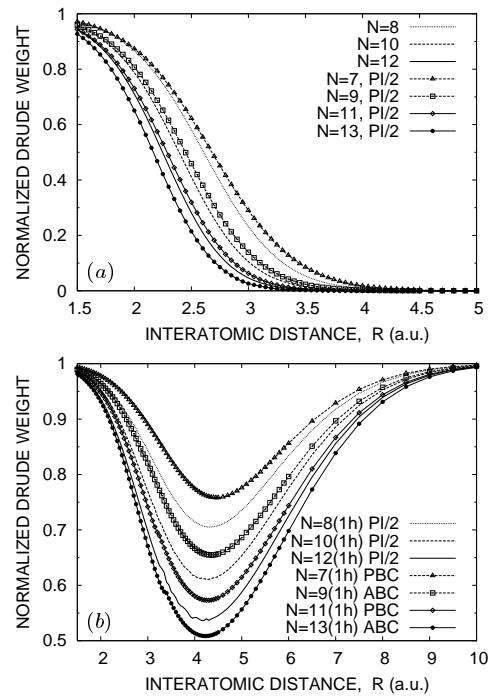 NORMALIZED DRUDE WEIGHT
1
0.8
0.6
0.4
0.2
0
N=8
N=10
N=12
N=7, PI/2
N=9, PI/2
N=11, PI/2
N=13, PI/2
(a)
1.5 2 2.5 3 3.5 4 4.5 5
INTERATOMIC DISTANCE, R (a.u.)
NORMALIZED DRUDE WEIGHT
1
0.9
0.8
0.7
0.6
0.5
N=8(1h) PI/2
N=10(1h) PI/2
N=12(1h) PI/2
N=7(1h) PBC
N=9(1h) ABC
N=11(1h) PBC
N=13(1h) ABC
(b)
2 3 4 5 6 7 8 9 10
INTERATOMIC DISTANCE, R (a.u.)